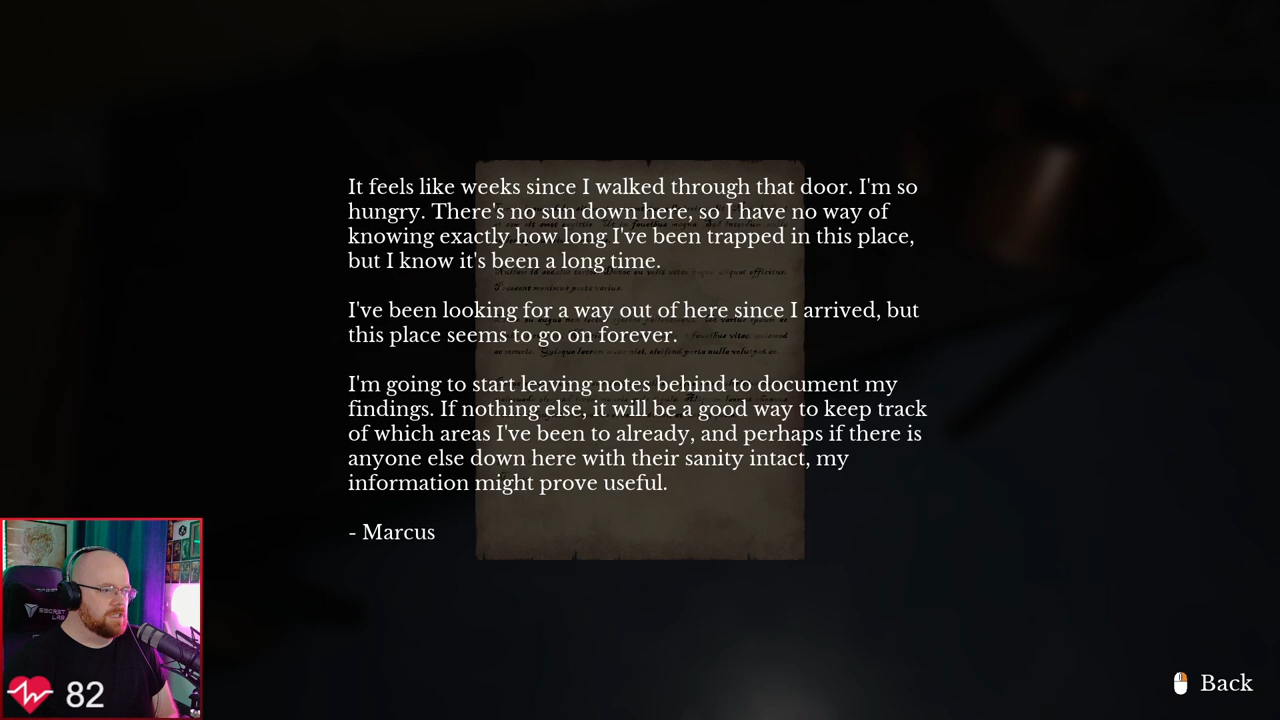 It feels like weeks since I walked through that door. I'm so
hungry. There's no sun down here, so I have no way of
knowing exactly how long I've been trapped in this place,
but I know it's been a long time.
I've been looking for a way out of here since I arrived, but
this place seems to go on forever.
I'm going to start leaving notes behind to document my
findings. If nothing else, it will be a good way to keep track
of which areas I've been to already, and perhaps if there is
anyone else down here with their sanity intact, my
information might prove useful.
- Marcus
SECRET
LAB
82
Back